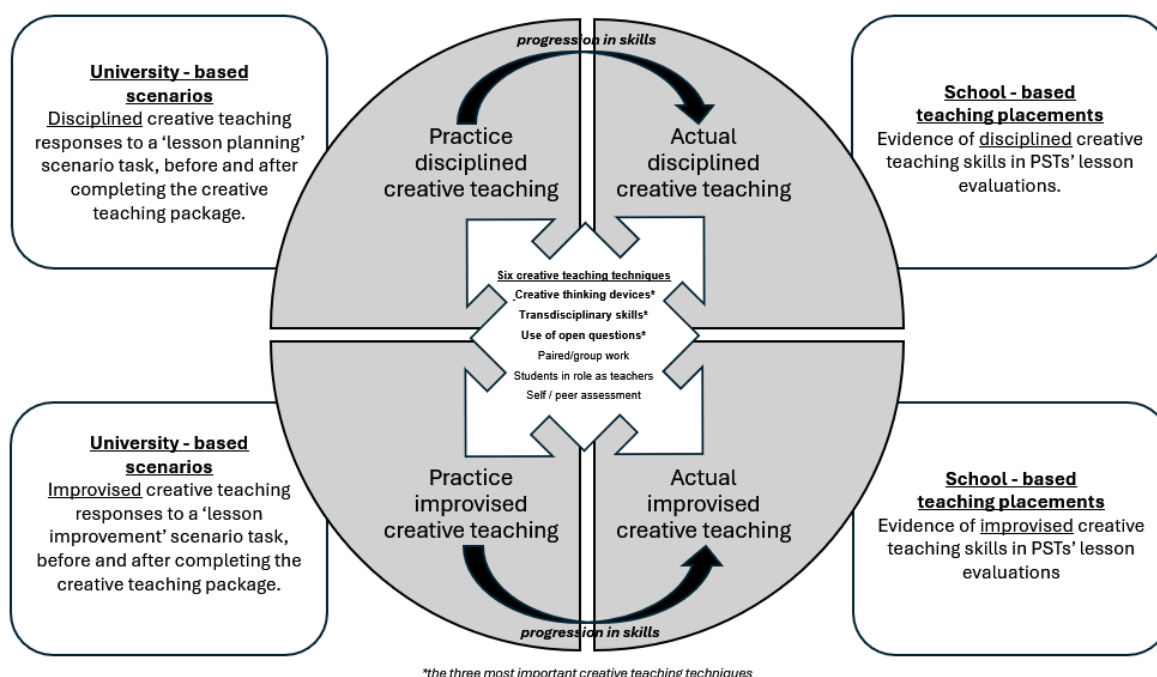 progression in skills
University - based
scenarios
Disciplined creative teaching
responses to a ‘lesson planning’
scenario task, before and after
completing the creative
teaching package.
Practice
disciplined
creative teaching
Actual
disciplined
creative teaching
School - based
teaching placements
Evidence of disciplined creative
teaching skills in PSTs’ lesson
evaluations.
Six creative teaching techniques
Creative thinking devices*
Transdisciplinary skills*
Use of open questions*
Paired/group work
Students in role as teachers
Self / peer assessment
University - based
scenarios
Improvised creative teaching
responses to a ‘lesson
improvement’ scenario task,
before and after completing the
creative teaching package.
Practice
improvised
creative teaching
Actual
improvised
creative teaching
School - based
teaching placements
Evidence of improvised creative
teaching skills in PSTs’ lesson
evaluations
progression in skills
*the three most important creative teaching techniques